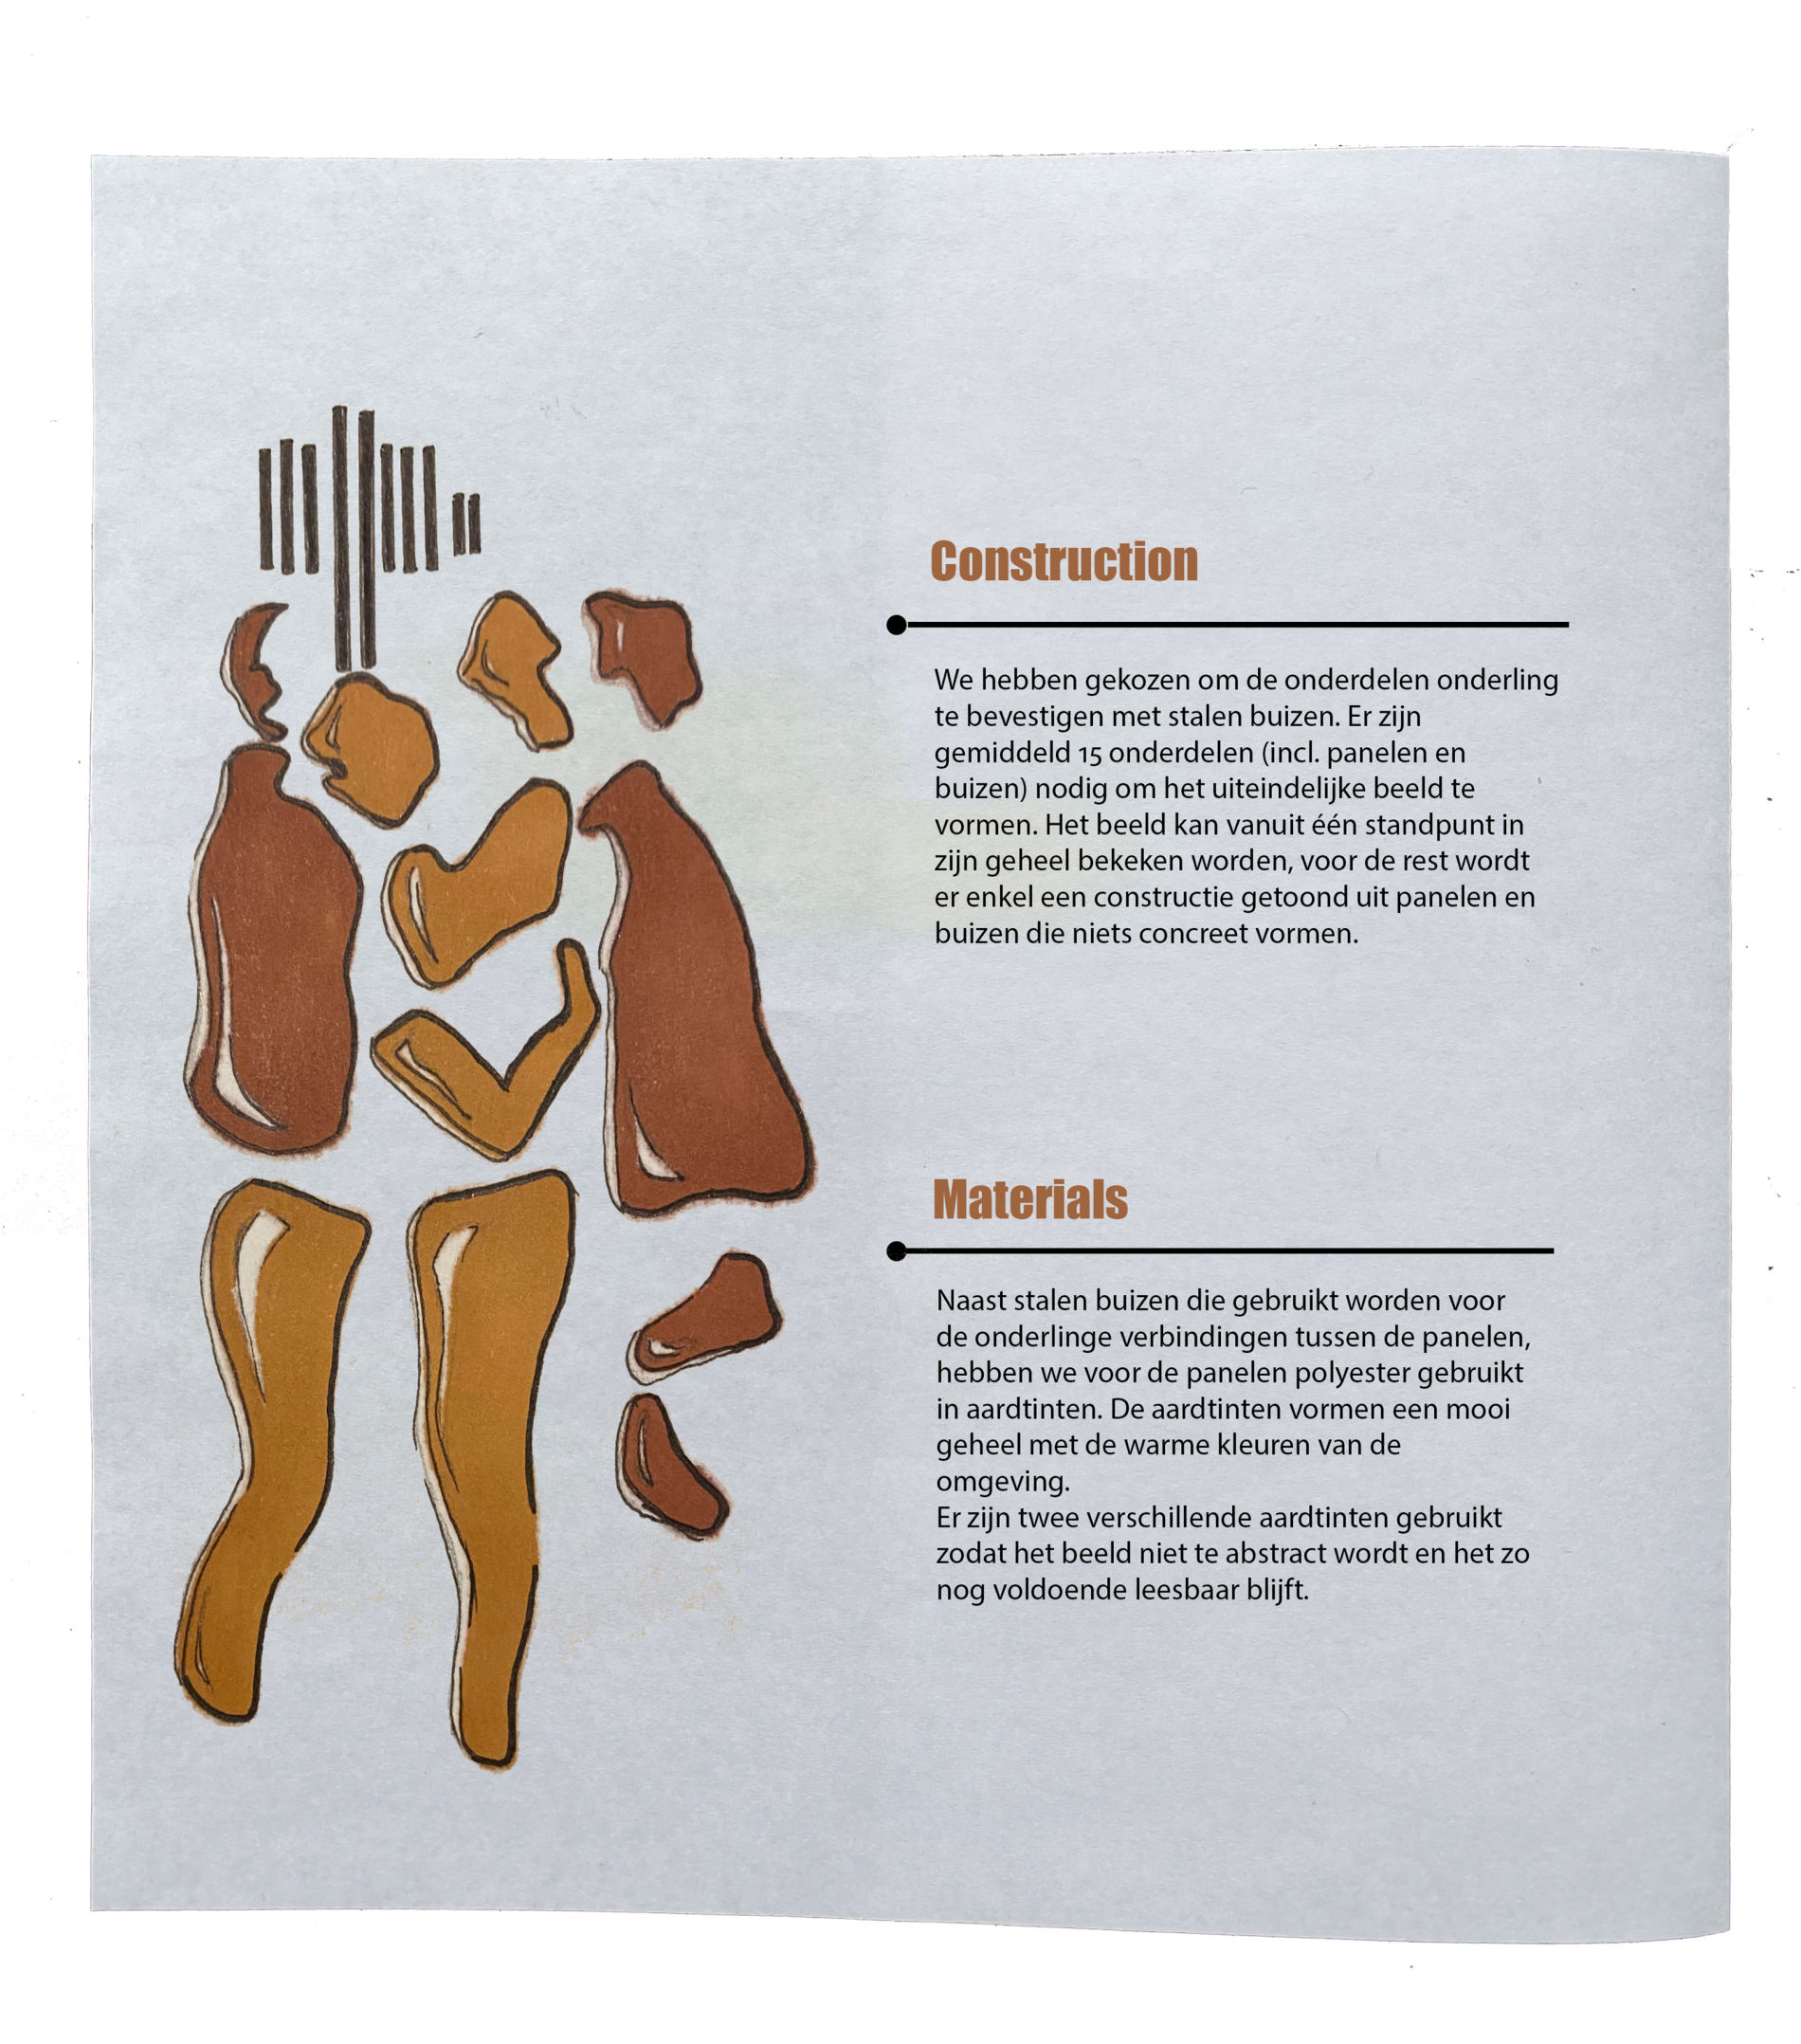 Construction
We hebben gekozen om de onderdelen onderling
te bevestigen met stalen buizen. Er zijn
gemiddeld 15 onderdelen (incl. panelen en
buizen) nodig om het uiteindelijke beeld te
vormen. Het beeld kan vanuit één standpunt in
zijn geheel bekeken worden, voor de rest wordt
er enkel een constructie getoond uit panelen en
buizen die niets concreet vormen.
Materials
Naast stalen buizen die gebruikt worden voor
de onderlinge verbindingen tussen de panelen,
hebben we voor de panelen polyester gebruikt
in aardtinten. De aardtinten vormen een mooi
geheel met de warme kleuren van de
omgeving.
Er zijn twee verschillende aardtinten gebruikt
zodat het beeld niet te abstract wordt en het zo
nog voldoende leesbaar blijft.